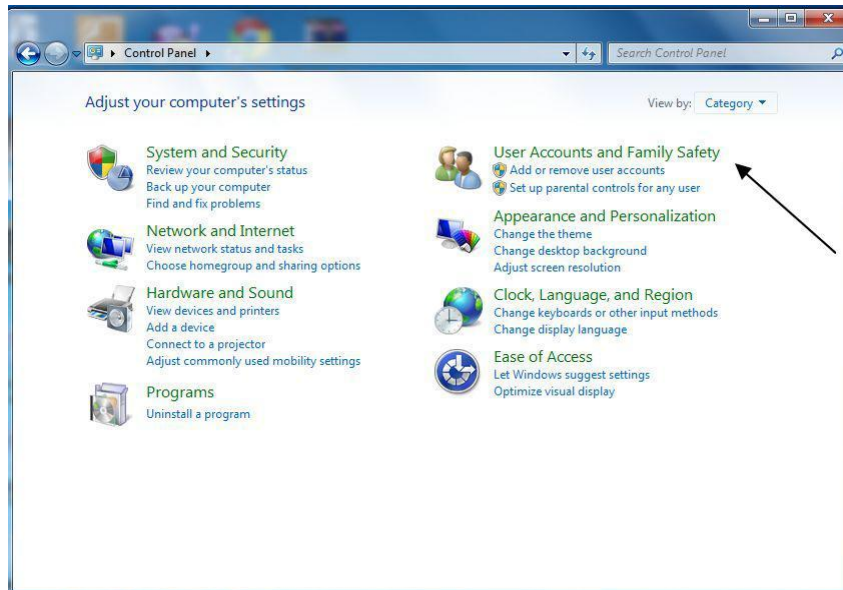 Control Panel
Search Control Panel
Adjust your computer's settings
View by: Category
System and Security
Review your computer's status
Back up your computer
Find and fix problems
Network and Internet
View network status and tasks
Choose homegroup and sharing options
Hardware and Sound
View devices and printers
Add a device
Connect to a projector
Adjust commonly used mobility settings
Programs
Uninstall a program
User Accounts and Family Safety
Add or remove user accounts
Set up parental controls for any user
Appearance and Personalization
Change the theme
Change desktop background
Adjust screen resolution
Clock, Language, and Region
Change keyboards or other input methods
Change display language
Ease of Access
Let Windows suggest settings
Optimize visual display